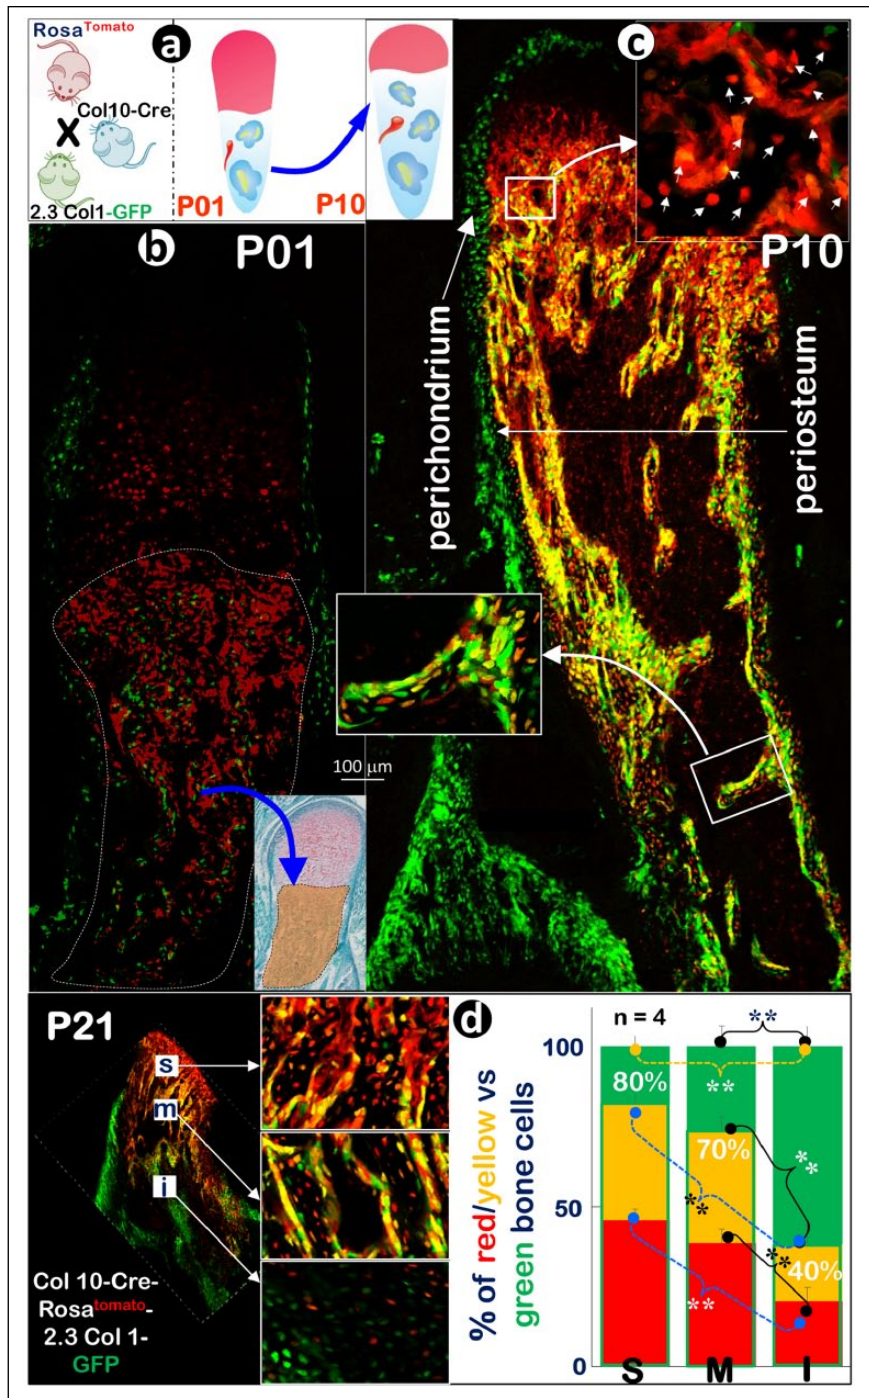 Rosa^Tomato
a
Col10-Cre
X
2.3 Col1-GFP
P01
P10
c
P10
b
P01
perichondrium
periosteum
100 µm
P21
s
m
i
Col 10-Cre-
Rosa^tomato-
2.3 Col 1-
GFP
d
n = 4
**
% of red/yellow vs
green bone cells
100
50
0
80%
**
70%
**
**
**
40%
**
S
M
I